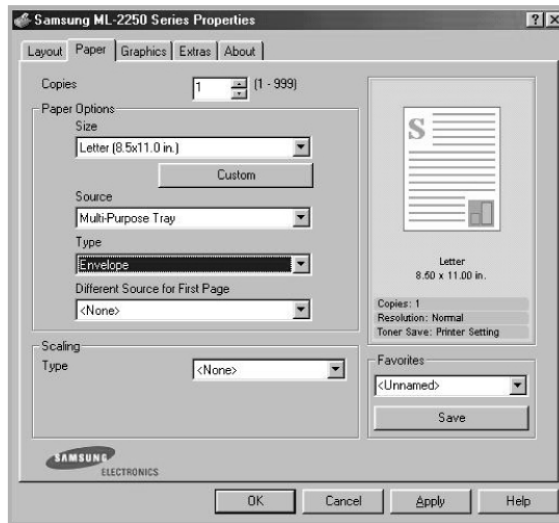 Samsung ML-2250 Series Properties
Layout Paper Graphics Extras About
Copies 1 (1 - 999)
Paper Options
Size
Letter (8.5x11.0 in.)
Custom
Source
Multi-Purpose Tray
Type
Envelope
Different Source for First Page
<None>
Scaling
Type <None>
S
Letter
8.50 x 11.00 in.
Copies: 1
Resolution: Normal
Toner Save: Printer Setting
Favorites
<Unnamed>
Save
SAMSUNG
ELECTRONICS
OK Cancel Apply Help